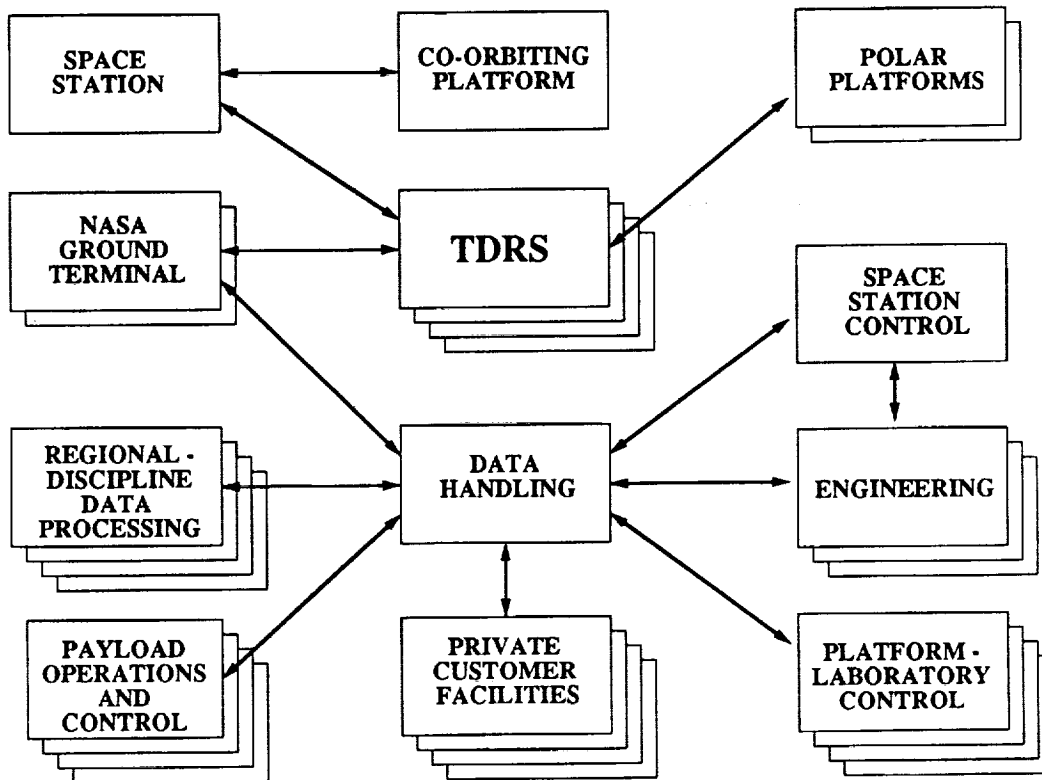 SPACE
STATION
CO-ORBITING
PLATFORM
POLAR
PLATFORMS
NASA
GROUND
TERMINAL
TDRS
SPACE
STATION
CONTROL
REGIONAL -
DISCIPLINE
DATA
PROCESSING
DATA
HANDLING
ENGINEERING
PAYLOAD
OPERATIONS
AND
CONTROL
PRIVATE
CUSTOMER
FACILITIES
PLATFORM -
LABORATORY
CONTROL